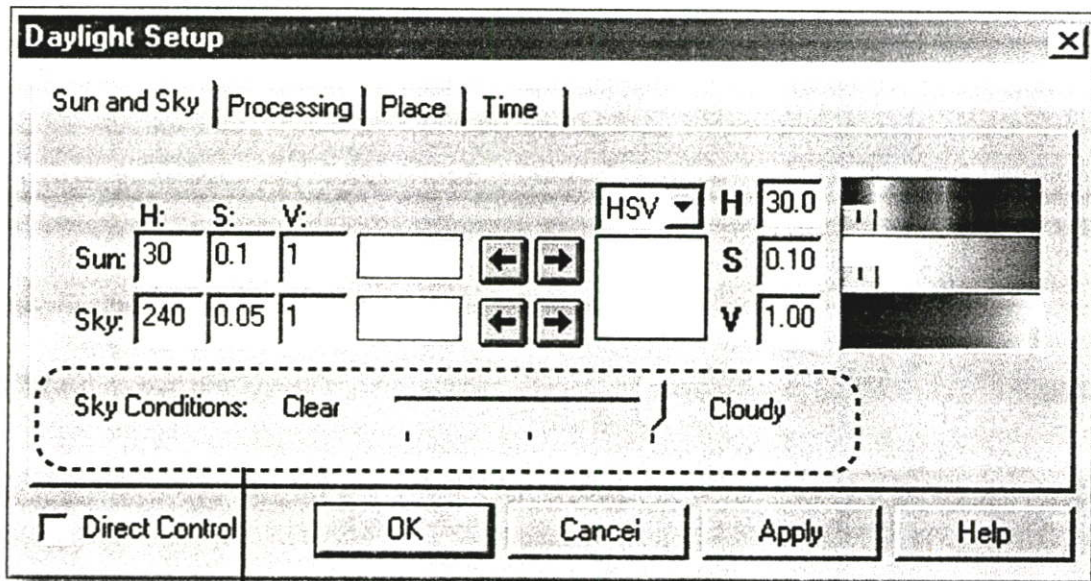 Daylight Setup
Sun and Sky Processing Place Time
H: S: V: HSV H 30.0
Sun: 30 0.1 1 S 0.10
Sky: 240 0.05 1 V 1.00
Sky Conditions: Clear Cloudy
Direct Control OK Cancel Apply Help